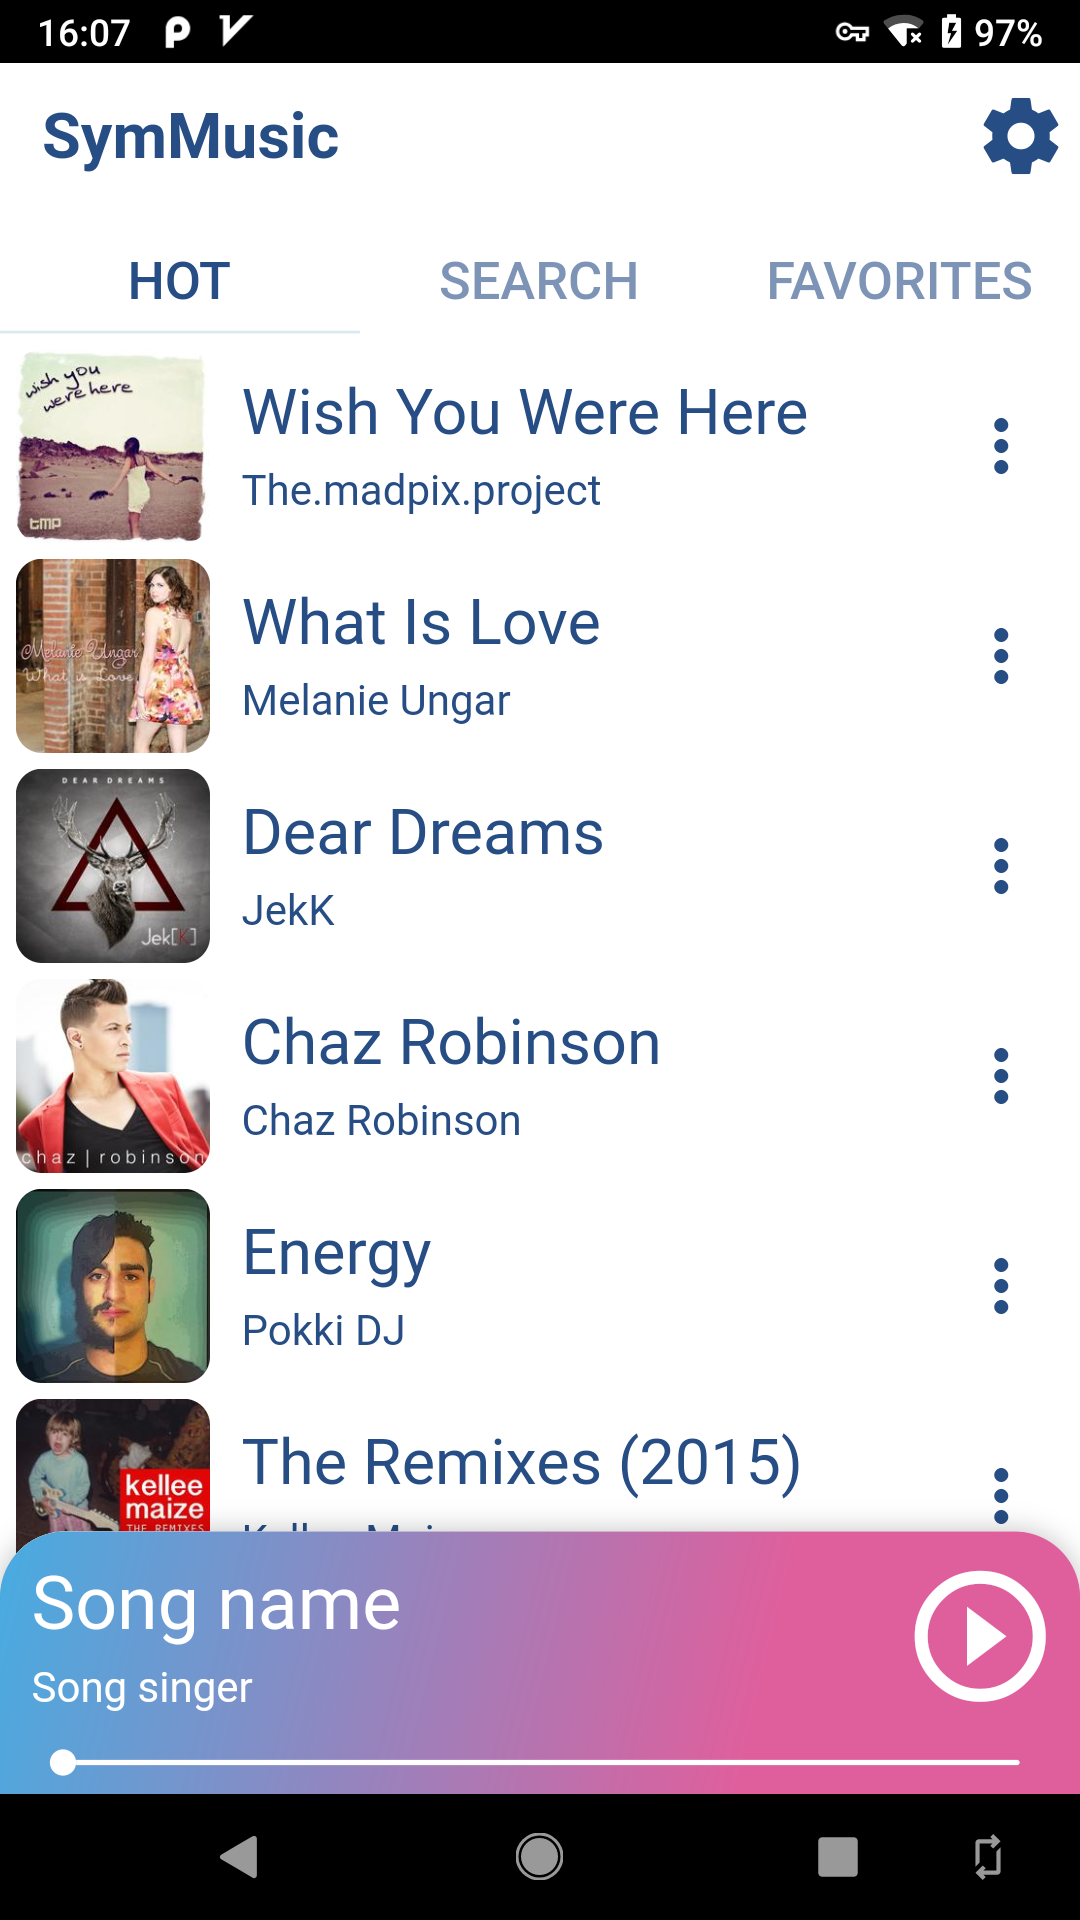 16:07
97%
SymMusic
HOT
SEARCH
FAVORITES
wish you
were here
tmp
Wish You Were Here
The.madpix.project
Melanie Ungar
What is Love
What Is Love
Melanie Ungar
DEAR DREAMS
Jek[K]
Dear Dreams
JekK
chaz | robinson
Chaz Robinson
Chaz Robinson
Energy
Pokki DJ
kellee
maize
THE REMIXES
The Remixes (2015)
Song name
Song singer